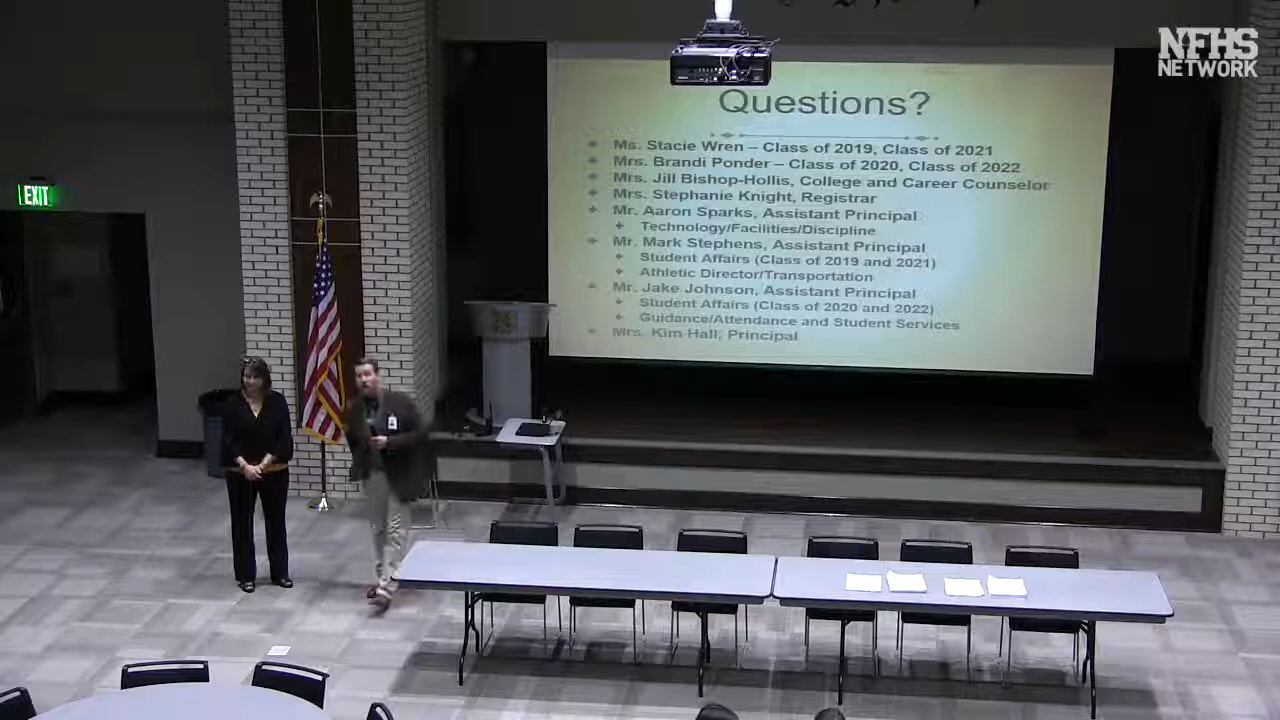 NFHS
NETWORK
EXIT
Questions?
Ms. Stacie Wren – Class of 2019, Class of 2021
Mrs. Brandi Ponder – Class of 2020, Class of 2022
Mrs. Jill Bishop-Hollis, College and Career Counselor
Mrs. Stephanie Knight, Registrar
Mr. Aaron Sparks, Assistant Principal
Technology/Facilities/Discipline
Mr. Mark Stephens, Assistant Principal
Student Affairs (Class of 2019 and 2021)
Athletic Director/Transportation
Mr. Jake Johnson, Assistant Principal
Student Affairs (Class of 2020 and 2022)
Guidance/Attendance and Student Services
Mrs. Kim Hall, Principal